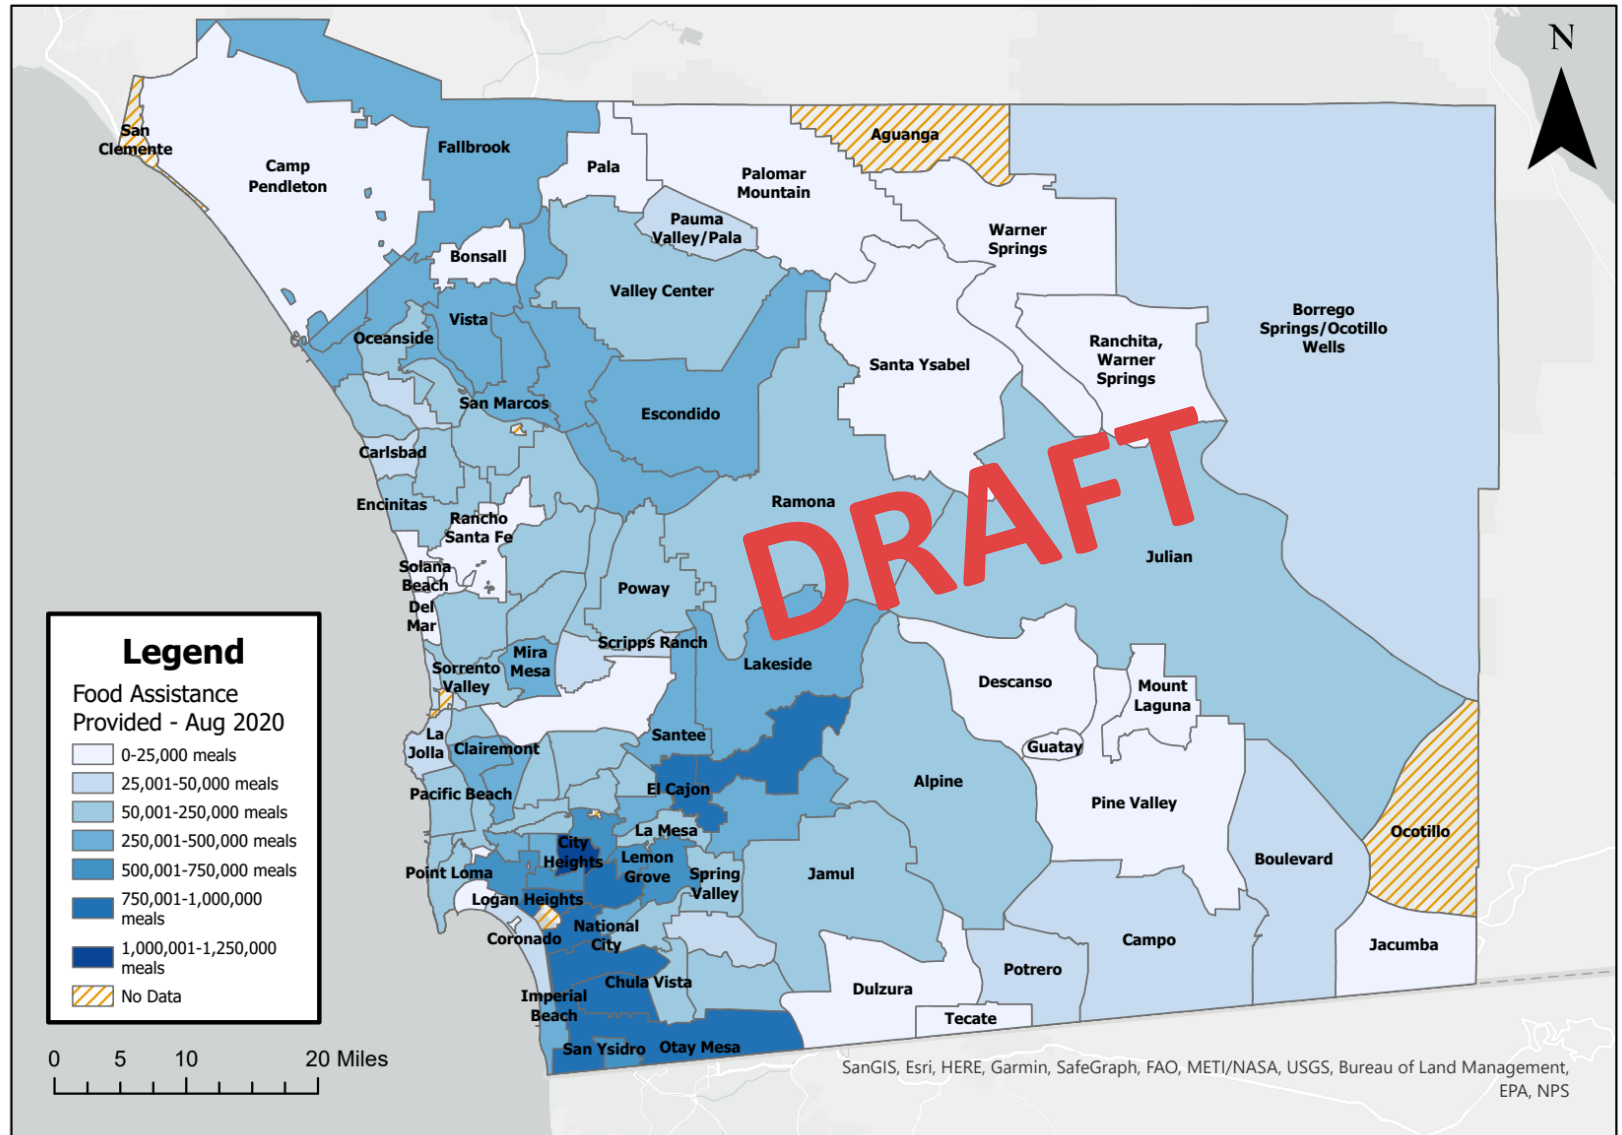 N
San
Clemente
Camp
Pendleton
Fallbrook
Pala
Palomar
Mountain
Aguanga
Pauma
Valley/Pala
Warner
Springs
Bonsall
Valley Center
Vista
Oceanside
Borrego
Springs/Ocotillo
Wells
Ranchita,
Warner
Springs
Santa Ysabel
San Marcos
Escondido
Carlsbad
Encinitas
Ramona
Rancho
Santa Fe
DRAFT
Julian
Solana
Beach
Poway
Del
Mar
Scripps Ranch
Mira
Mesa
Sorrento
Valley
Lakeside
Descanso
Mount
Laguna
La
Jolla
Clairemont
Santee
Guatay
Pacific Beach
El Cajon
Alpine
Pine Valley
La Mesa
Ocotillo
City
Heights
Lemon
Grove
Boulevard
Point Loma
Spring
Valley
Jamul
Logan Heights
National
City
Coronado
Campo
Jacumba
Potrero
Chula Vista
Dulzura
Imperial
Beach
Tecate
San Ysidro
Otay Mesa
Legend
Food Assistance
Provided - Aug 2020
0-25,000 meals
25,001-50,000 meals
50,001-250,000 meals
250,001-500,000 meals
500,001-750,000 meals
750,001-1,000,000
meals
1,000,001-1,250,000
meals
No Data
0 5 10 20 Miles
SanGIS, Esri, HERE, Garmin, SafeGraph, FAO, METI/NASA, USGS, Bureau of Land Management,
EPA, NPS